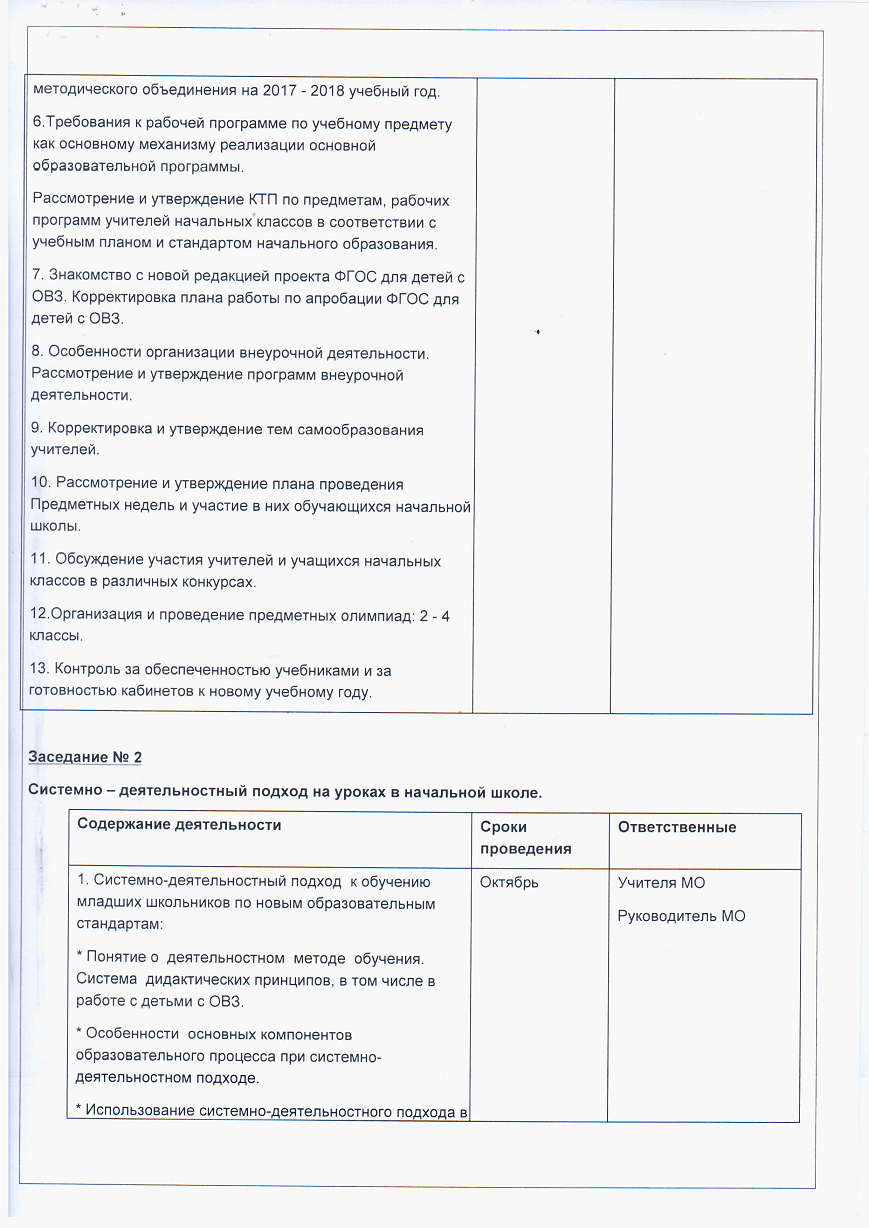 методического объединения на 2017 - 2018 учебный год.
6.Требования к рабочей программе по учебному предмету
как основному механизму реализации основной
образовательной программы.
Рассмотрение и утверждение КТП по предметам, рабочих
программ учителей начальных классов в соответствии с
учебным планом и стандартом начального образования.
7. Знакомство с новой редакцией проекта ФГОС для детей с
ОВЗ. Корректировка плана работы по апробации ФГОС для
детей с ОВЗ.
8. Особенности организации внеурочной деятельности.
Рассмотрение и утверждение программ внеурочной
деятельности.
9. Корректировка и утверждение тем самообразования
учителей.
10. Рассмотрение и утверждение плана проведения
Предметных недель и участие в них обучающихся начальной
школы.
11. Обсуждение участия учителей и учащихся начальных
классов в различных конкурсах.
12.Организация и проведение предметных олимпиад: 2 - 4
классы.
13. Контроль за обеспеченностью учебниками и за
готовностью кабинетов к новому учебному году.
Заседание № 2
Системно – деятельностный подход на уроках в начальной школе.
Содержание деятельности
Сроки
проведения
Ответственные
1. Системно-деятельностный подход к обучению
младших школьников по новым образовательным
стандартам:
* Понятие о деятельностном методе обучения.
Система дидактических принципов, в том числе в
работе с детьми с ОВЗ.
* Особенности основных компонентов
образовательного процесса при системно-
деятельностном подходе.
* Использование системно-деятельностного подхода в
Октябрь
Учителя МО
Руководитель МО